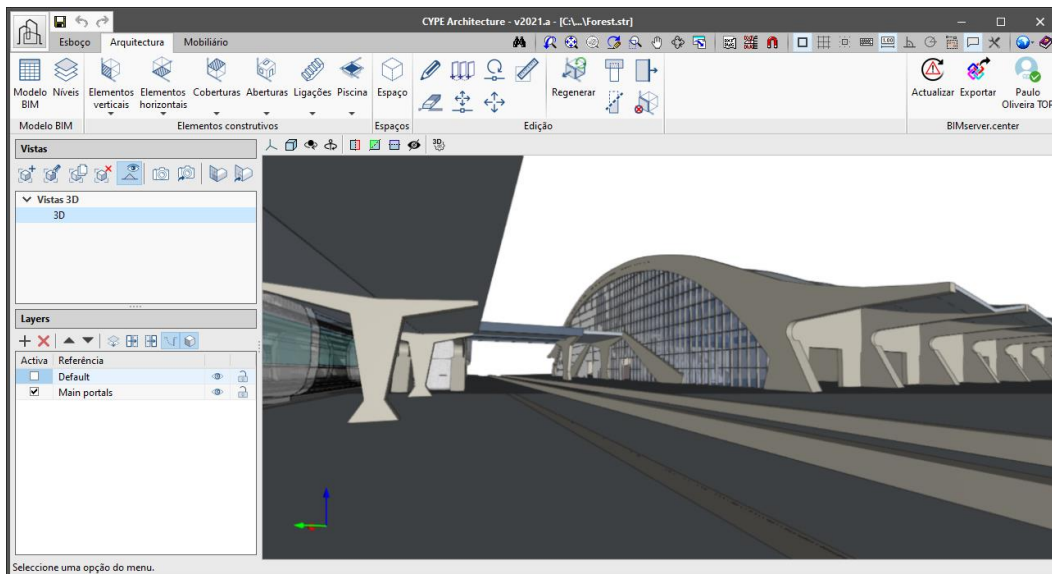 CYPE Architecture - v2021.a - [C:\...\Forest.str]
Esboço Arquitectura Mobiliário
Modelo BIM Níveis Elementos verticais Elementos horizontais Coberturas Aberturas Ligações Piscina Espaço Regenerar Actualizar Exportar Paulo Oliveira TOP
Modelo BIM Elementos construtivos Espaços Edição BIMserver.center
Vistas
Vistas 3D
3D
Layers
Activa Referência
Default
Main portals
Seleccione uma opção do menu.